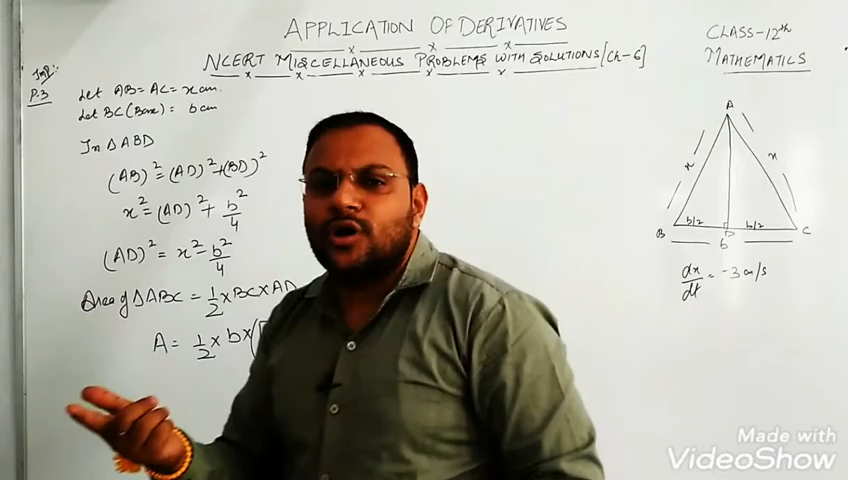 APPLICATION OF DERIVATIVES
NCERT MISCELLANEOUS PROBLEMS WITH SOLUTIONS [Ch-6]
CLASS-12th
MATHEMATICS
Imp:-
P.3
Let AB = AC = x cm.
Let BC (Base) = b cm
In ΔABD
(AB)² = (AD)² + (BD)²
x² = (AD)² + b²/4
(AD)² = x² - b²/4
Area of ΔABC = 1/2 × BC × AD
A = 1/2 × b × (
A
x x
b/2 b/2
B D C
b
dx/dt = -3 cm/s
Made with
VideoShow